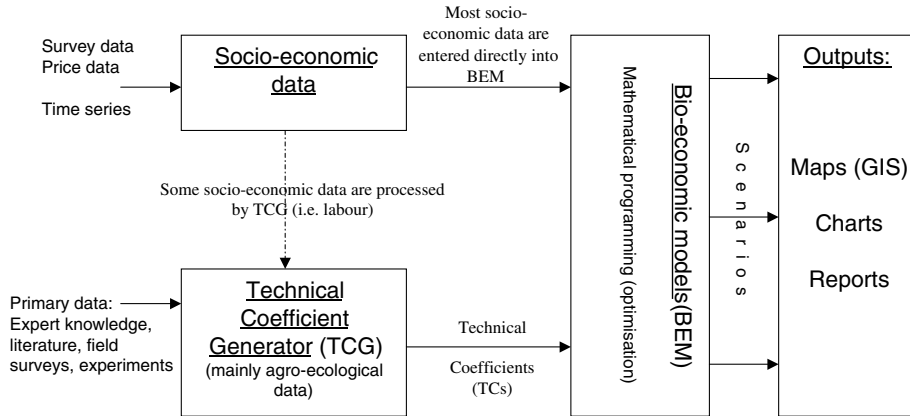 Survey data
Price data
Time series
Socio-economic
data
Most socio-
economic data are
entered directly into
BEM
Some socio-economic data are processed
by TCG (i.e. labour)
Primary data:
Expert knowledge,
literature, field
surveys, experiments
Technical
Coefficient
Generator (TCG)
(mainly agro-ecological
data)
Technical
Coefficients
(TCs)
Bio-economic models(BEM)
Mathematical programming (optimisation)
Scenarios
Outputs:
Maps (GIS)
Charts
Reports